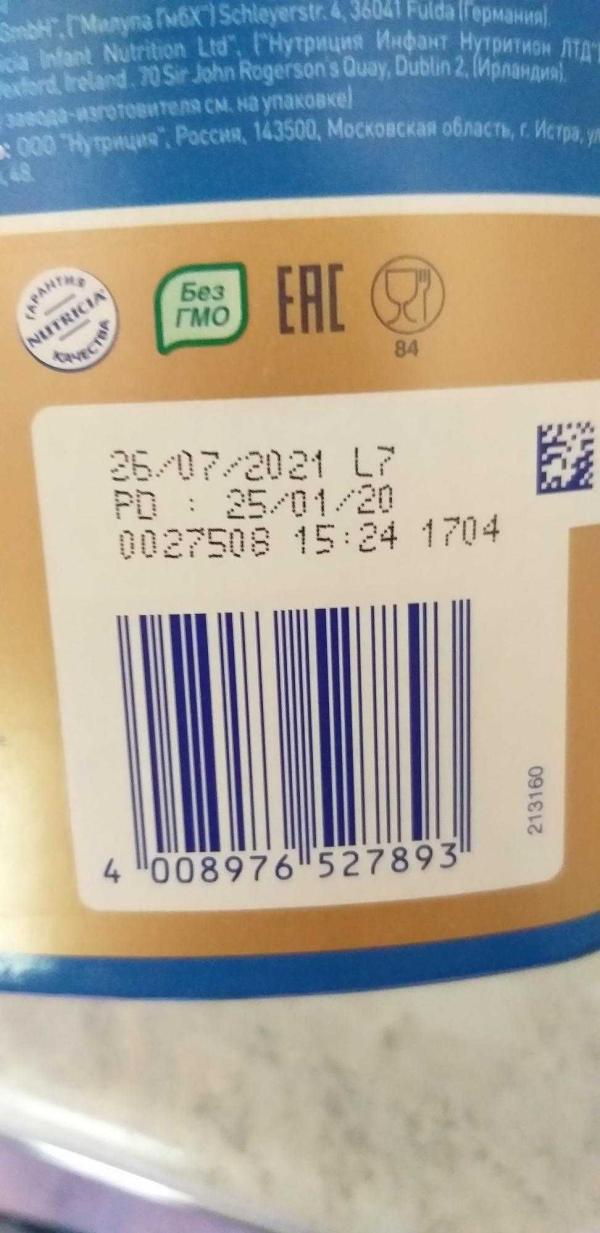 GmbH", ("Милупа ГмбХ") Schleyerstr. 4, 36041 Fulda (Германия).
Infant Nutrition Ltd", ("Нутриция Инфант Нутритион ЛТД")
Ireland. 70 Sir John Rogerson's Quay, Dublin 2, (Ирландия).
завода-изготовителя см. на упаковке)
ООО "Нутриция", Россия, 143500, Московская область, г. Истра, ул
48.
ГАРАНТИЯ
NUTRICIA
КАЧЕСТВА
Без
ГМО
EAC
84
26/07/2021 L7
PD : 25/01/20
0027508 15:24 1704
213160
4 008976 527893